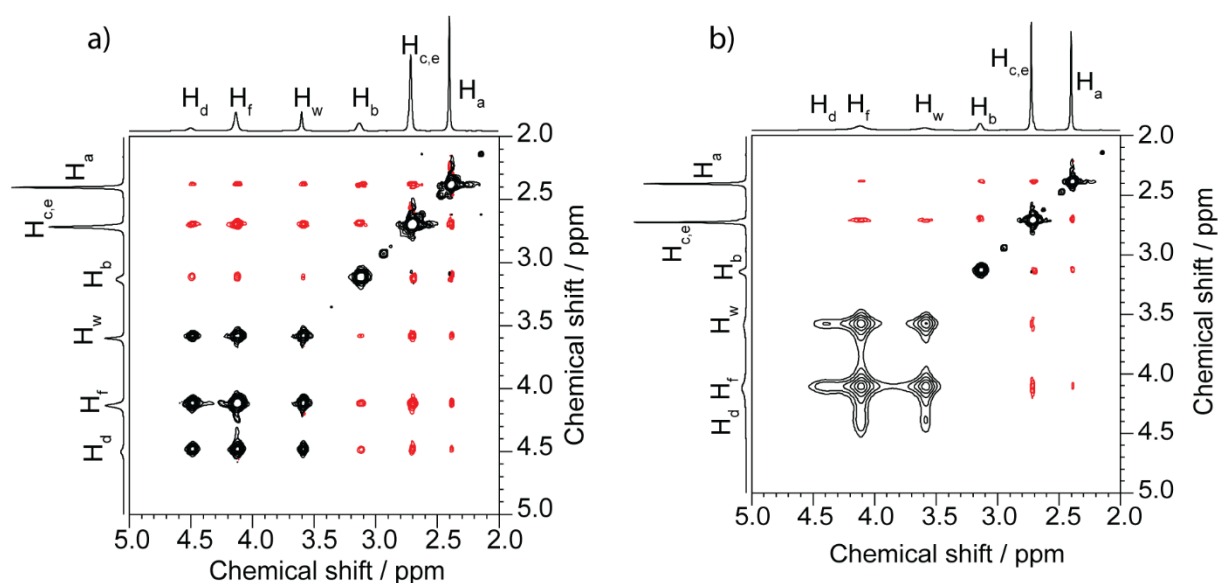 a)
H_d H_f H_w H_b H_c,e H_a
H_a
H_c,e
H_b
H_w
H_f
H_d
2.0
2.5
3.0
3.5
4.0
4.5
5.0
Chemical shift / ppm
5.0 4.5 4.0 3.5 3.0 2.5 2.0
Chemical shift / ppm
b)
H_d H_f H_w H_b H_c,e H_a
H_a
H_c,e
H_b
H_w
H_f
H_d
2.0
2.5
3.0
3.5
4.0
4.5
5.0
Chemical shift / ppm
5.0 4.5 4.0 3.5 3.0 2.5 2.0
Chemical shift / ppm